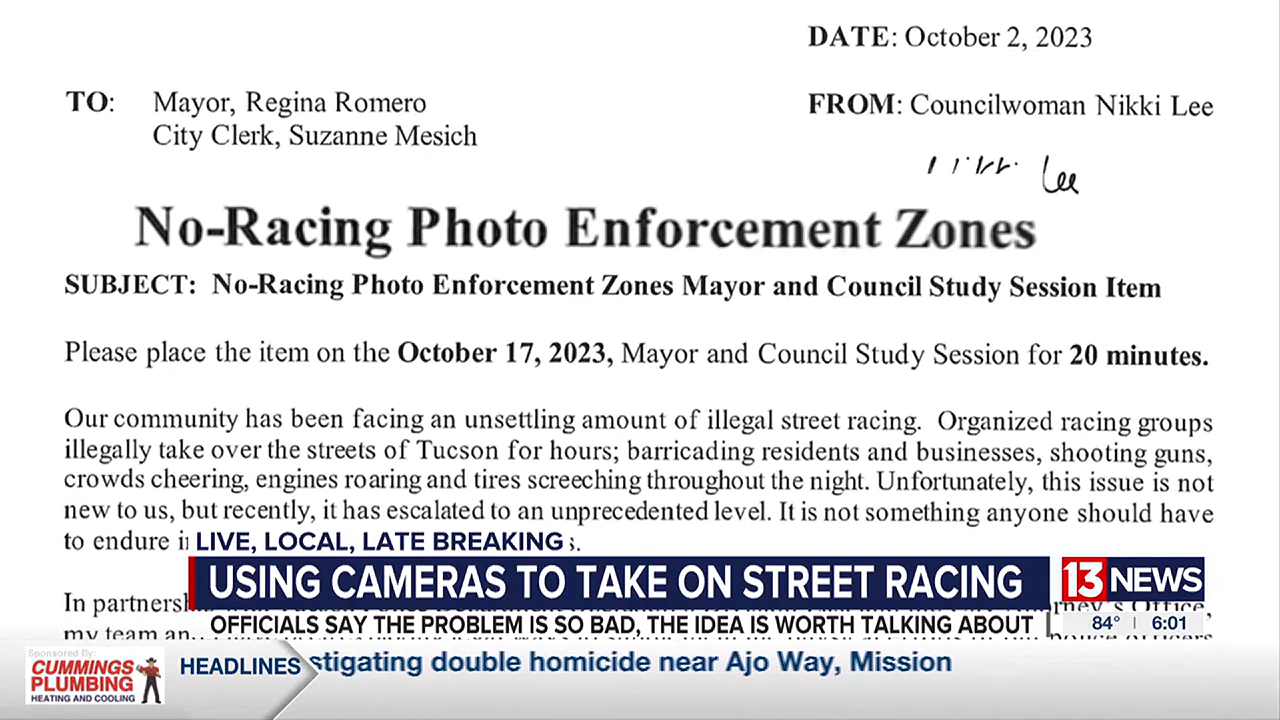 DATE: October 2, 2023
TO: Mayor, Regina Romero
FROM: Councilwoman Nikki Lee
City Clerk, Suzanne Mesich
Lee
No-Racing Photo Enforcement Zones
SUBJECT: No-Racing Photo Enforcement Zones Mayor and Council Study Session Item
Please place the item on the October 17, 2023, Mayor and Council Study Session for 20 minutes.
Our community has been facing an unsettling amount of illegal street racing. Organized racing groups
illegally take over the streets of Tucson for hours; barricading residents and businesses, shooting guns,
crowds cheering, engines roaring and tires screeching throughout the night. Unfortunately, this issue is not
new to us, but recently, it has escalated to an unprecedented level. It is not something anyone should have
to endure
LIVE, LOCAL, LATE BREAKING
USING CAMERAS TO TAKE ON STREET RACING
13 NEWS
In
Office,
OFFICIALS SAY THE PROBLEM IS SO BAD, THE IDEA IS WORTH TALKING ABOUT
84° | 6:01
my team
Sponsored By:
CUMMINGS
PLUMBING
HEATING AND COOLING
HEADLINES
stigating double homicide near Ajo Way, Mission